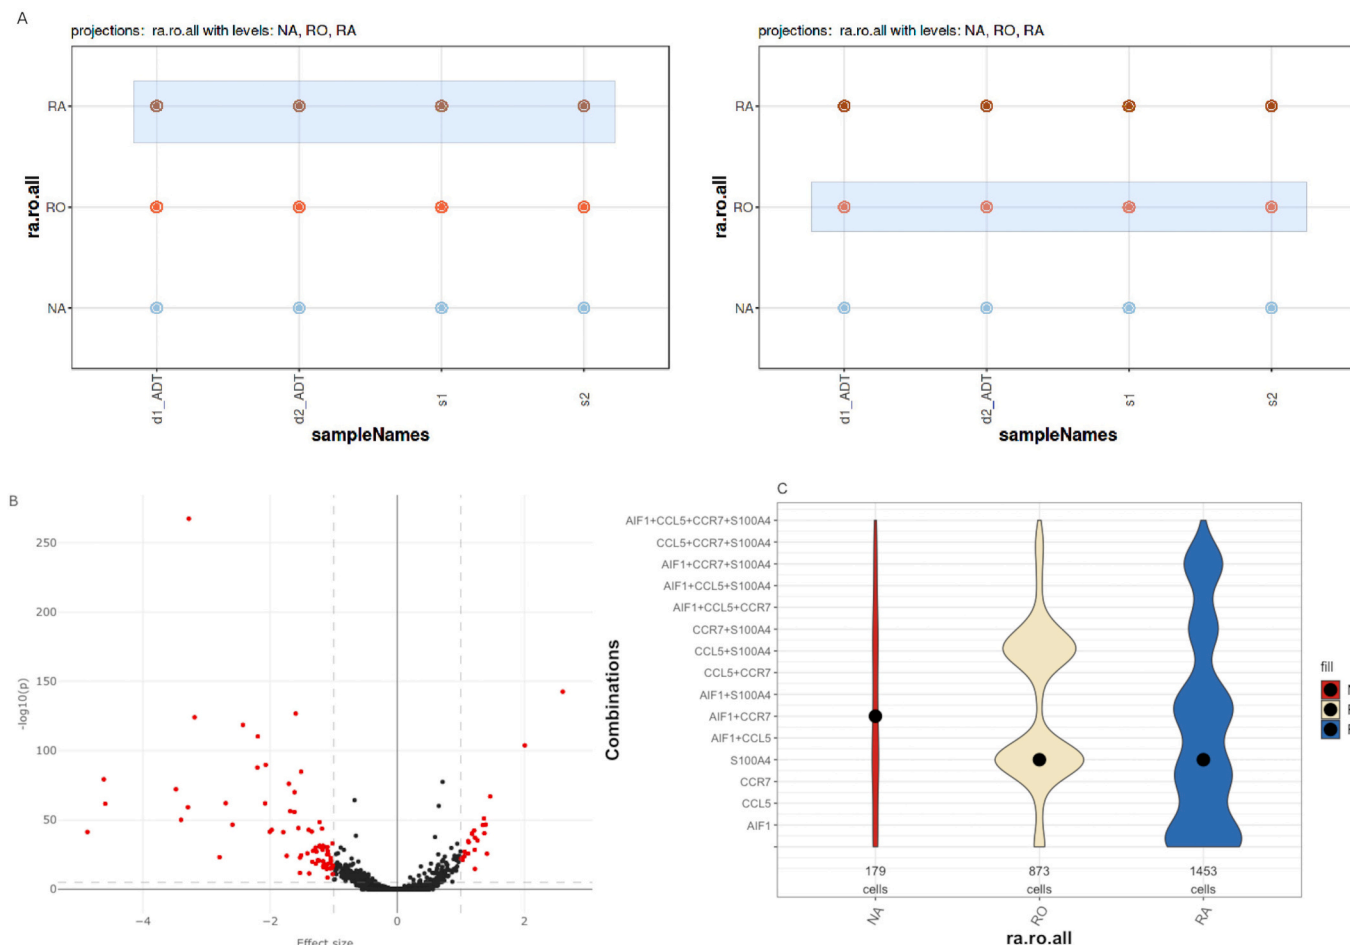 A
projections: ra.ro.all with levels: NA, RO, RA
RA
RO
NA
ra.ro.all
d1_ADT
d2_ADT
s1
s2
sampleNames
projections: ra.ro.all with levels: NA, RO, RA
RA
RO
NA
ra.ro.all
d1_ADT
d2_ADT
s1
s2
sampleNames
B
250
200
150
100
50
0
-log10(p)
−4
−2
0
2
Effect size
C
Combinations
AIF1+CCL5+CCR7+S100A4
CCL5+CCR7+S100A4
AIF1+CCR7+S100A4
AIF1+CCL5+S100A4
AIF1+CCL5+CCR7
CCR7+S100A4
CCL5+S100A4
CCL5+CCR7
AIF1+S100A4
AIF1+CCR7
AIF1+CCL5
S100A4
CCR7
CCL5
AIF1
179 cells
873 cells
1453 cells
NA
RO
RA
ra.ro.all
fill